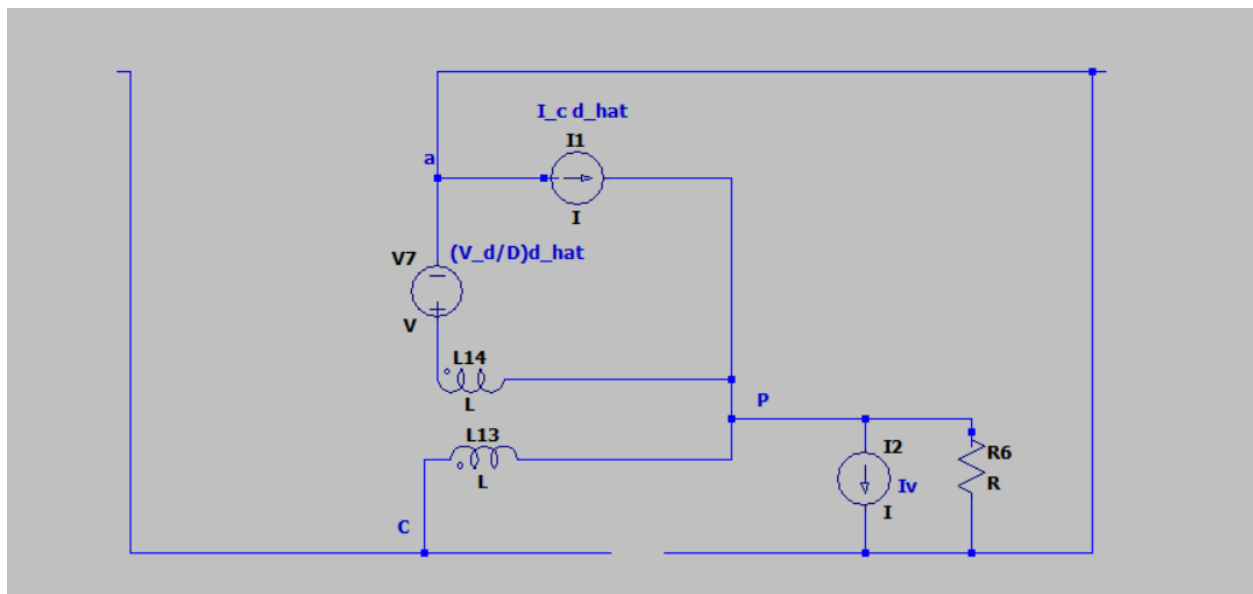 I_c d_hat
I1
a
I
(V_d/D)d_hat
V7
V
L14
L
p
L13
L
I2
R6
Iv
R
I
C